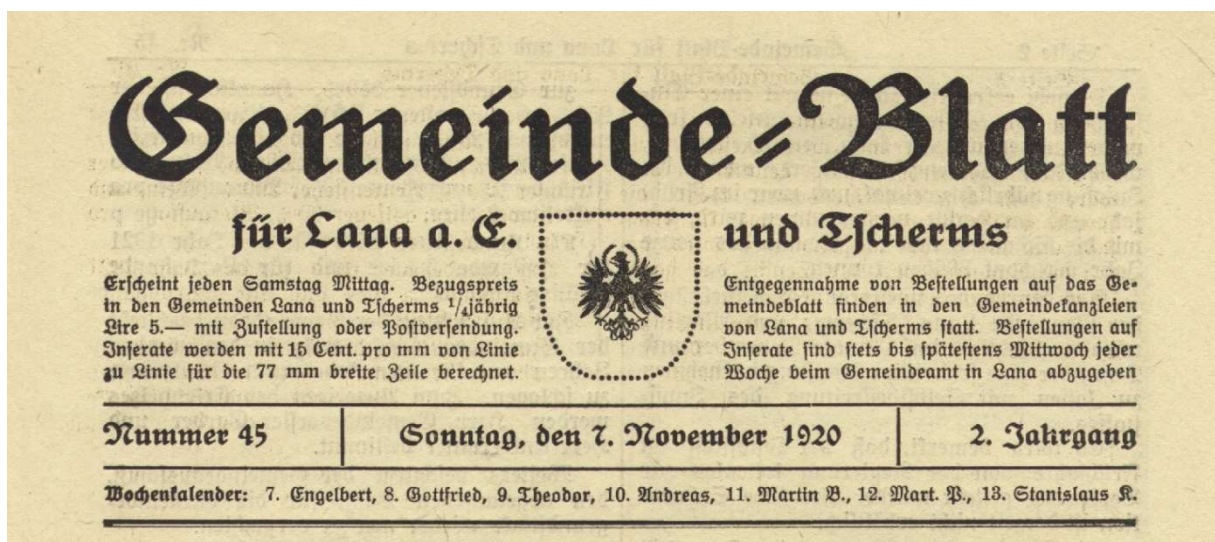 Gemeinde-Blatt
für Lana a. E. und Tscherms
Erscheint jeden Samstag Mittag. Bezugspreis
in den Gemeinden Lana und Tscherms 1/4jährig
Lire 5.— mit Zustellung oder Postversendung.
Inserate werden mit 15 Cent. pro mm von Linie
zu Linie für die 77 mm breite Zeile berechnet.
Entgegennahme von Bestellungen auf das Ge-
meindeblatt finden in den Gemeindekanzleien
von Lana und Tscherms statt. Bestellungen auf
Inserate sind stets bis spätestens Mittwoch jeder
Woche beim Gemeindeamt in Lana abzugeben
Nummer 45 Sonntag, den 7. November 1920 2. Jahrgang
Wochenkalender: 7. Engelbert, 8. Gottfried, 9. Theodor, 10. Andreas, 11. Martin B., 12. Mart. P., 13. Stanislaus K.